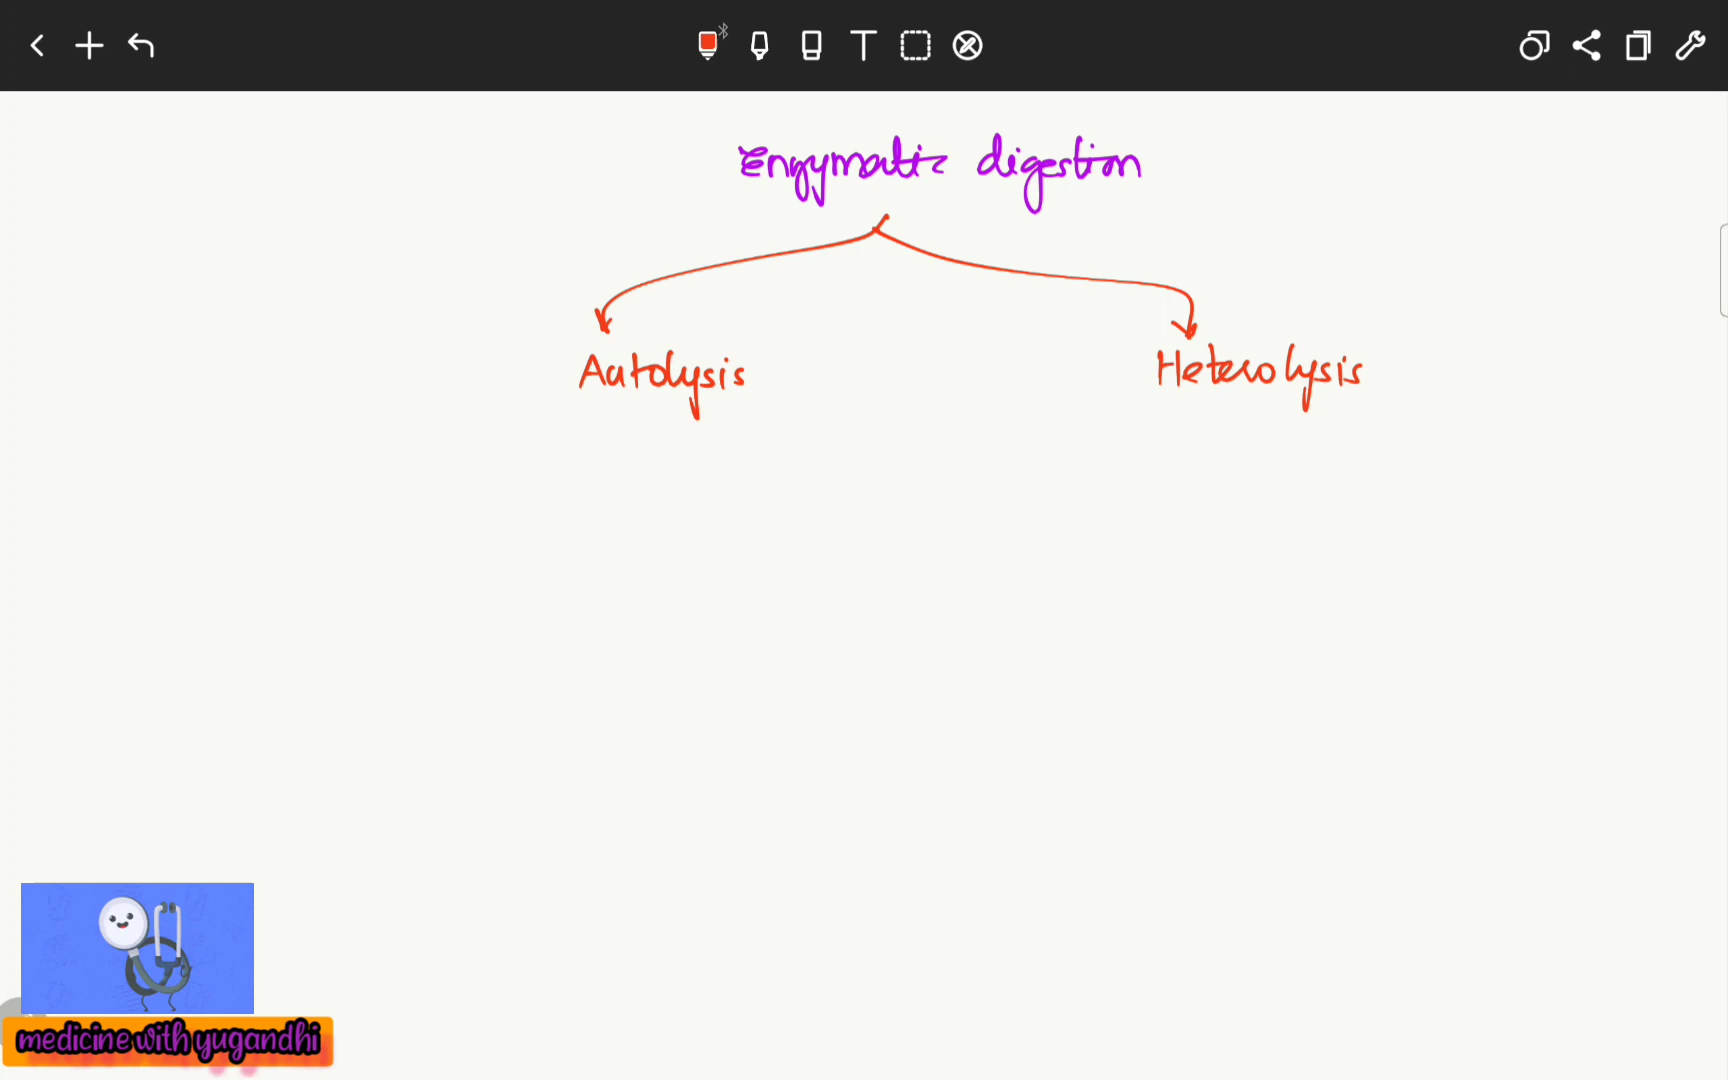 Enzymatic digestion
Autolysis
Heterolysis
medicine with yugandhi